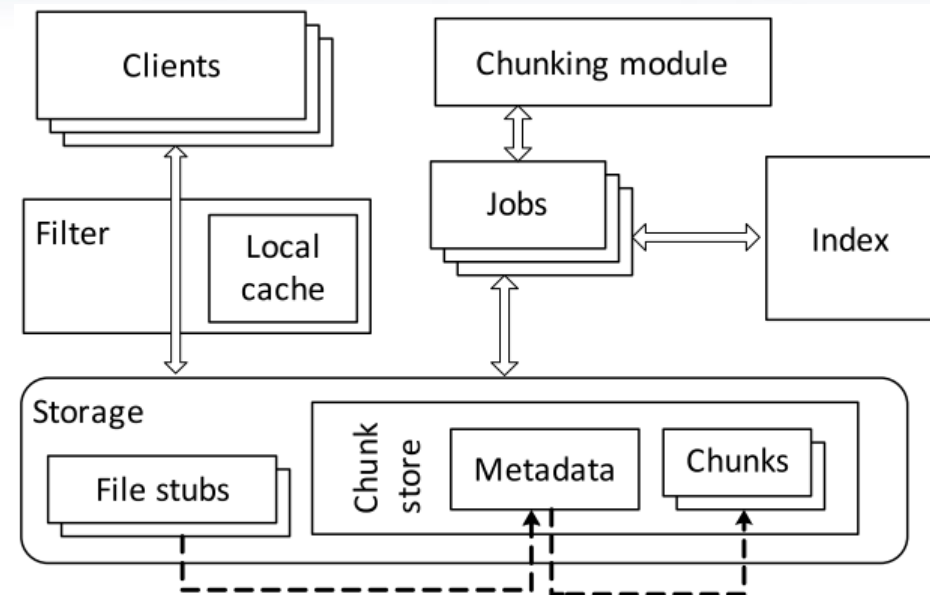 Clients
Chunking module
Jobs
Filter
Local
cache
Index
Storage
File stubs
Chunk
store
Metadata
Chunks